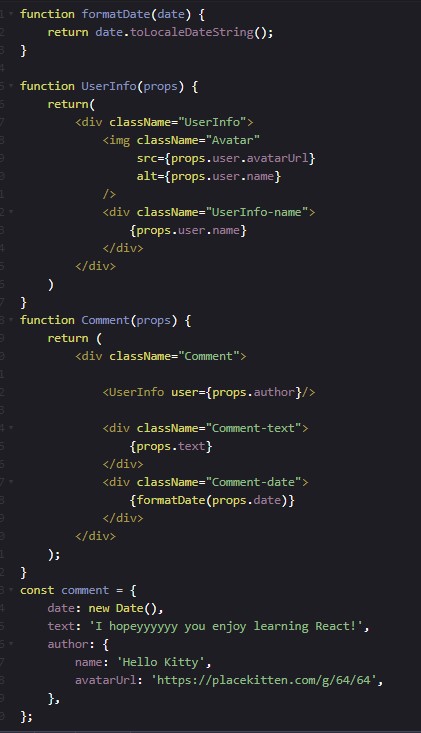 function formatDate(date) {
    return date.toLocaleDateString();
}
function UserInfo(props) {
    return(
        <div className="UserInfo">
            <img className="Avatar"
                 src={props.user.avatarUrl}
                 alt={props.user.name}
            />
            <div className="UserInfo-name">
                {props.user.name}
            </div>
        </div>
    )
}
function Comment(props) {
    return (
        <div className="Comment">
            <UserInfo user={props.author}/>
            <div className="Comment-text">
                {props.text}
            </div>
            <div className="Comment-date">
                {formatDate(props.date)}
            </div>
        </div>
    );
}
const comment = {
    date: new Date(),
    text: 'I hopeyyyyyy you enjoy learning React!',
    author: {
        name: 'Hello Kitty',
        avatarUrl: 'https://placekitten.com/g/64/64',
    },
};